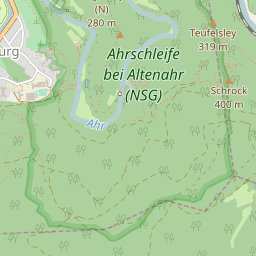 (N)
280 m
Teufelsley
319 m
Ahrschleife
bei Altenahr
(NSG)
Schrock
400 m
urg
Ahr